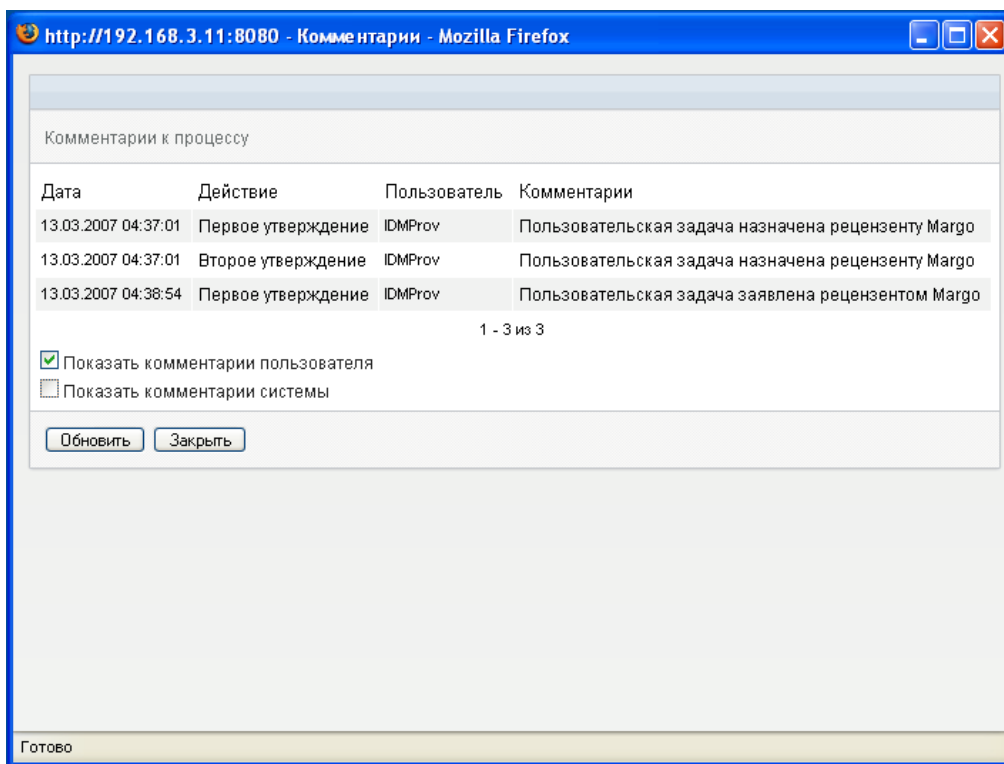 http://192.168.3.11:8080 - Комментарии - Mozilla Firefox
Комментарии к процессу
Дата Действие Пользователь Комментарии
13.03.2007 04:37:01 Первое утверждение IDMProv Пользовательская задача назначена рецензенту Margo
13.03.2007 04:37:01 Второе утверждение IDMProv Пользовательская задача назначена рецензенту Margo
13.03.2007 04:38:54 Первое утверждение IDMProv Пользовательская задача заявлена рецензентом Margo
1 - 3 из 3
Показать комментарии пользователя
Показать комментарии системы
Обновить Закрыть
Готово